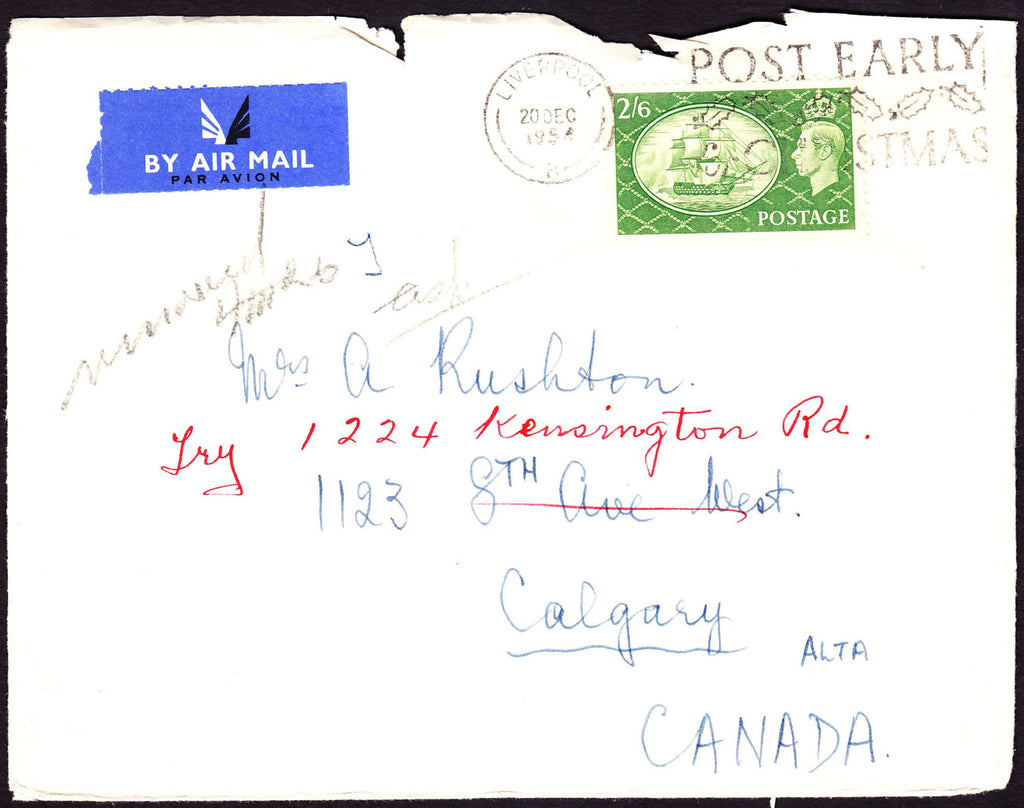 POST EARLY
LIVERPOOL
20 DEC
1954
2/6
STMAS
POSTAGE
BY AIR MAIL
PAR AVION
Mrs A Rushton.
Try 1224 Kensington Rd.
1123 8TH Ave West.
Calgary
ALTA
CANADA.